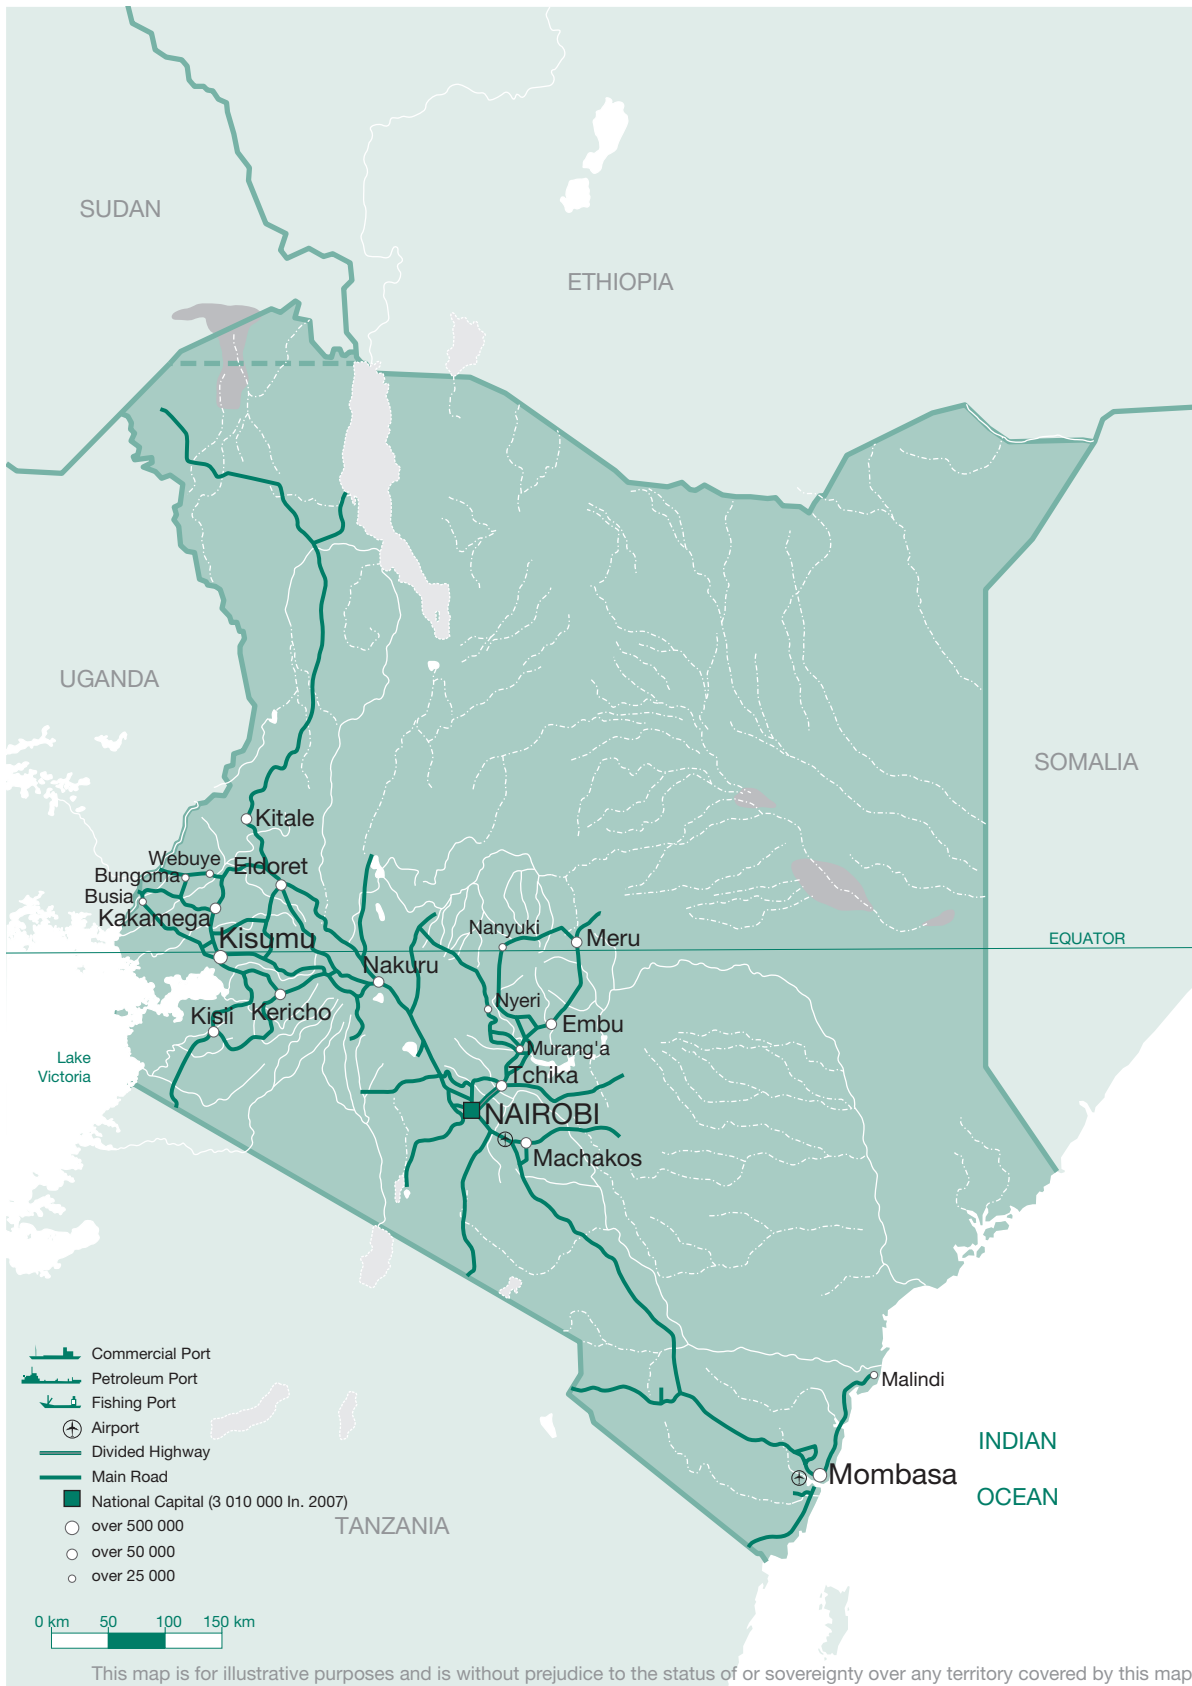 SUDAN
ETHIOPIA
UGANDA
SOMALIA
Kitale
Webuye
Eldoret
Bungoma
Busia
Kakamega
Nanyuki
Meru
Kisumu
EQUATOR
Nakuru
Nyeri
Kericho
Kisii
Embu
Murang'a
Lake
Victoria
Tchika
NAIROBI
Machakos
Commercial Port
Petroleum Port
Malindi
Fishing Port
Airport
INDIAN
Divided Highway
Main Road
Mombasa
National Capital (3 010 000 In. 2007)
OCEAN
over 500 000
TANZANIA
over 50 000
over 25 000
0 km 50 100 150 km
This map is for illustrative purposes and is without prejudice to the status of or sovereignty over any territory covered by this map